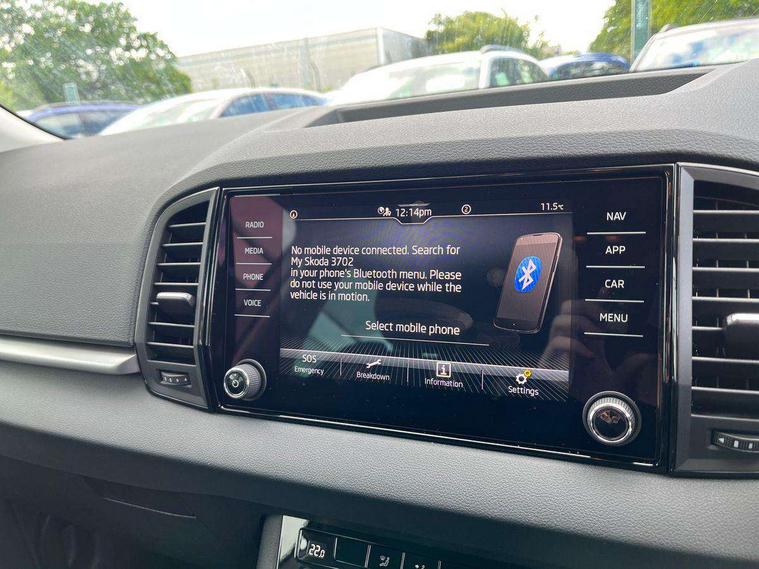 12:14pm
2
11.5°C
RADIO
MEDIA
PHONE
VOICE
No mobile device connected. Search for
My Skoda 3702
in your phone's Bluetooth menu. Please
do not use your mobile device while the
vehicle is in motion.
Select mobile phone
SOS
Emergency
Breakdown
i
Information
Settings
NAV
APP
CAR
MENU
22.0